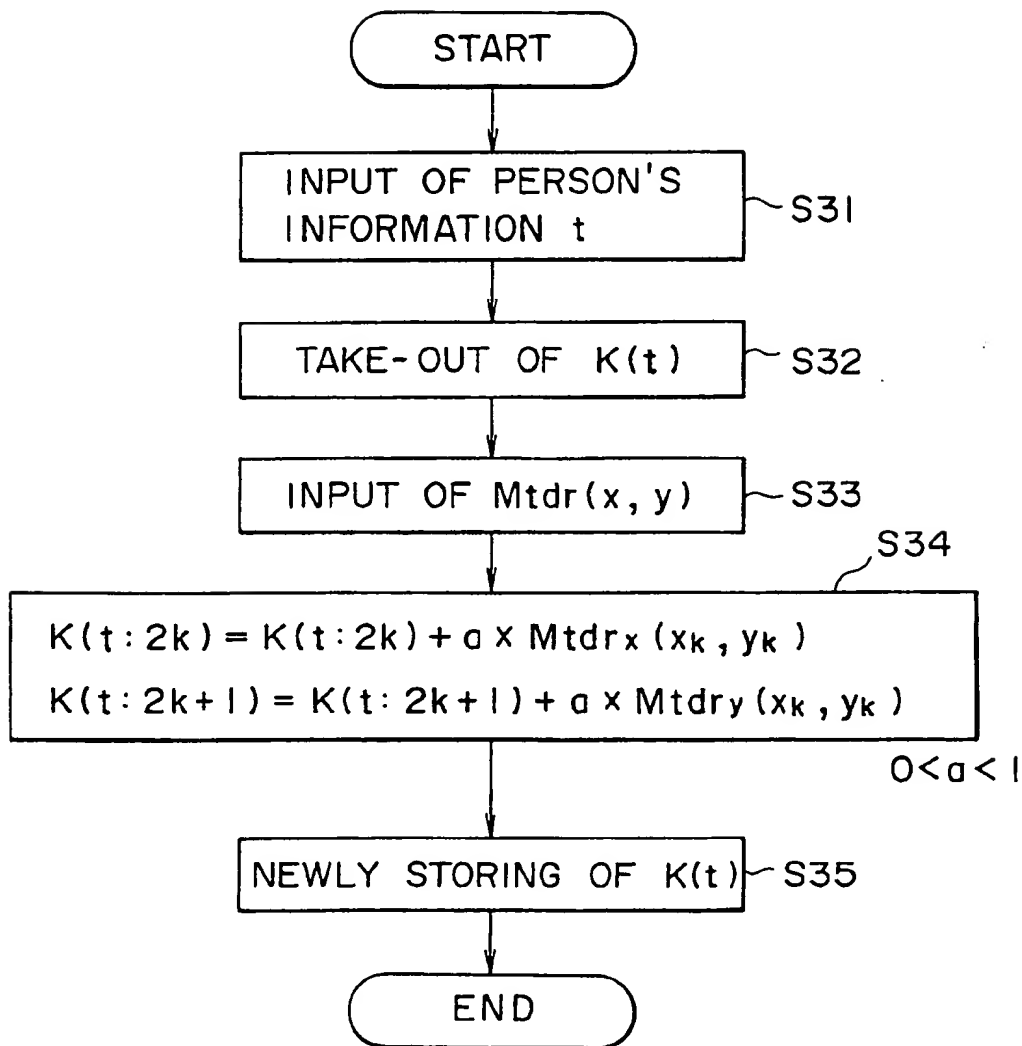 START
INPUT OF PERSON'S
INFORMATION t
S31
TAKE-OUT OF K(t)
S32
INPUT OF Mtdr(x, y)
S33
S34
K(t:2k) = K(t:2k) + a × Mtdrx(xk, yk)
K(t:2k+1) = K(t:2k+1) + a × Mtdry(xk, yk)
0<a<1
NEWLY STORING OF K(t)
S35
END